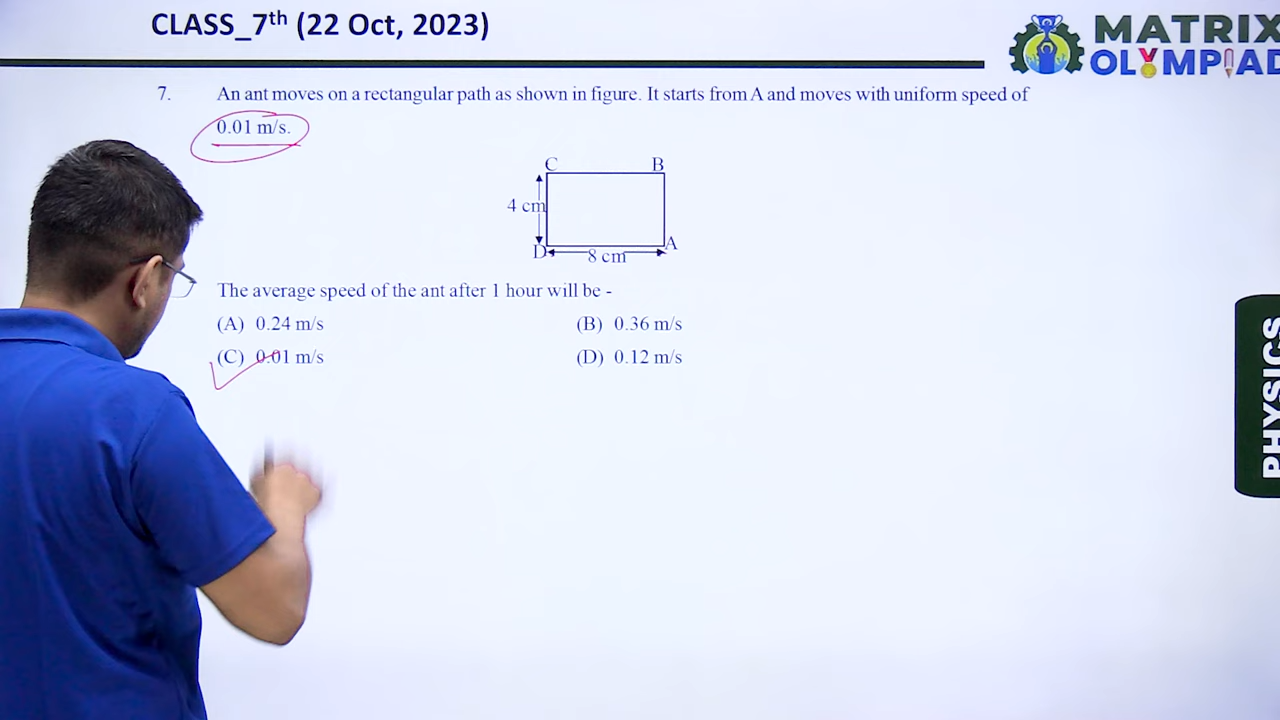 CLASS_7th (22 Oct, 2023)
MATRIX
OLYMPIAD
7. An ant moves on a rectangular path as shown in figure. It starts from A and moves with uniform speed of
0.01 m/s.
C B
4 cm
D A
8 cm
The average speed of the ant after 1 hour will be -
(A) 0.24 m/s (B) 0.36 m/s
(C) 0.01 m/s (D) 0.12 m/s
PHYSICS